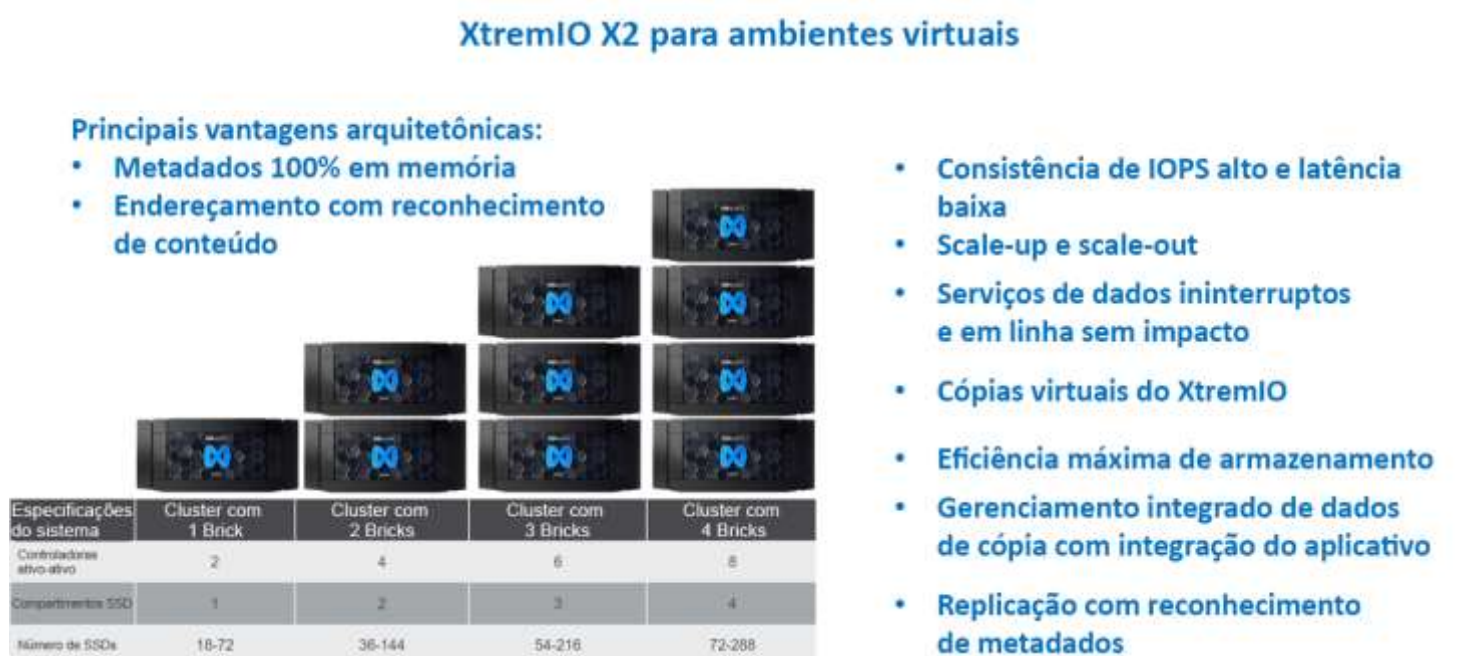 XtremIO X2 para ambientes virtuais
Principais vantagens arquitetônicas:
• Metadados 100% em memória
• Endereçamento com reconhecimento
de conteúdo
• Consistência de IOPS alto e latência
baixa
• Scale-up e scale-out
• Serviços de dados ininterruptos
e em linha sem impacto
• Cópias virtuais do XtremIO
• Eficiência máxima de armazenamento
• Gerenciamento integrado de dados
de cópia com integração do aplicativo
• Replicação com reconhecimento
de metadados
Especificações do sistema Cluster com 1 Brick Cluster com 2 Bricks Cluster com 3 Bricks Cluster com 4 Bricks
Controladoras ativo-ativo 2 4 6 8
Compartimentos SSD 1 2 3 4
Número de SSDs 18-72 36-144 54-216 72-288